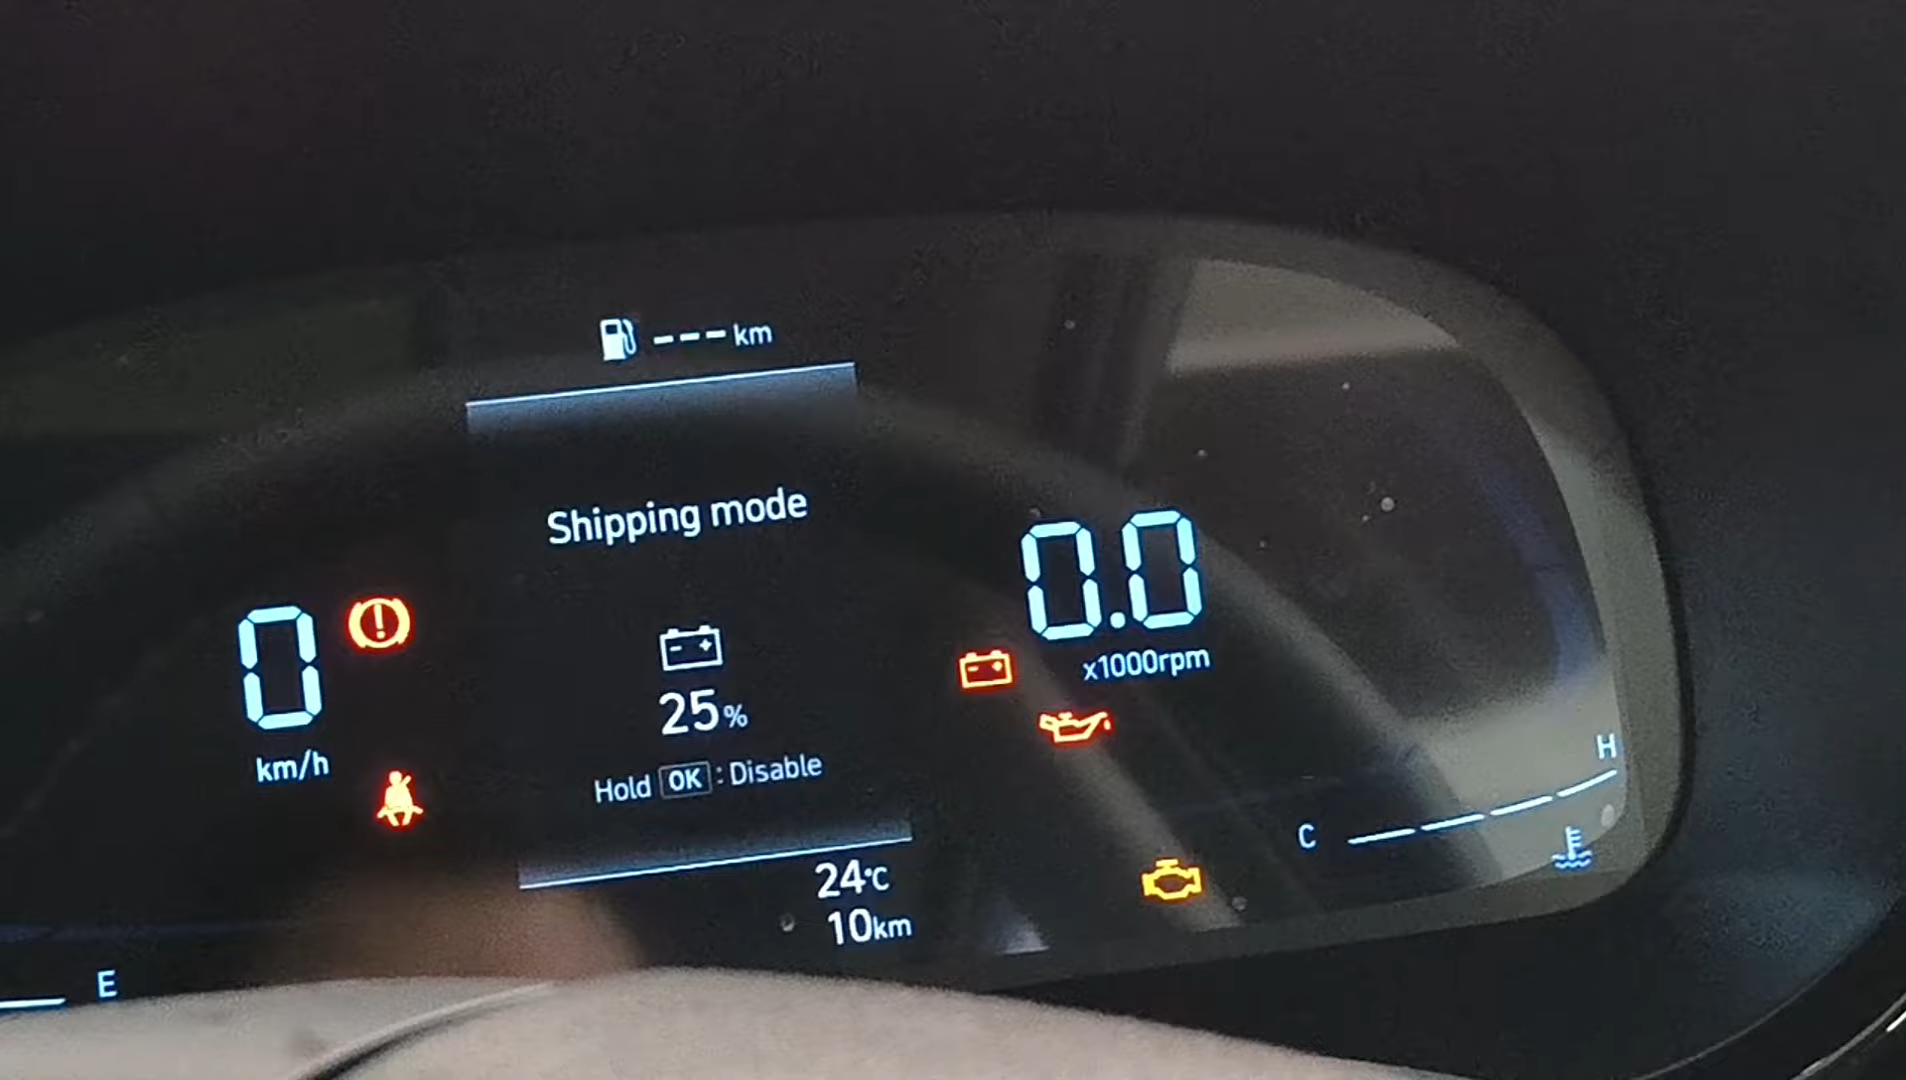 --- km
Shipping mode
0
km/h
25%
Hold OK : Disable
0.0
x1000rpm
H
C
24°C
10km
E